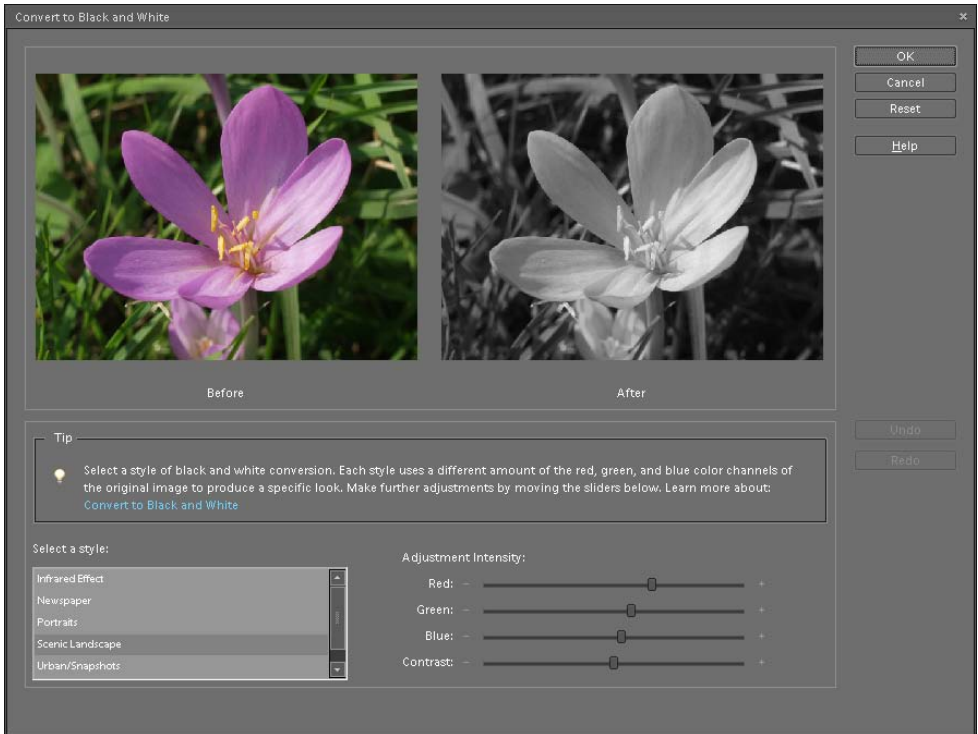 Convert to Black and White
OK
Cancel
Reset
Help
Before
After
Undo
Redo
Tip
Select a style of black and white conversion. Each style uses a different amount of the red, green, and blue color channels of
the original image to produce a specific look. Make further adjustments by moving the sliders below. Learn more about:
Convert to Black and White
Select a style:
Infrared Effect
Newspaper
Portraits
Scenic Landscape
Urban/Snapshots
Adjustment Intensity:
Red: - +
Green: - +
Blue: - +
Contrast: - +